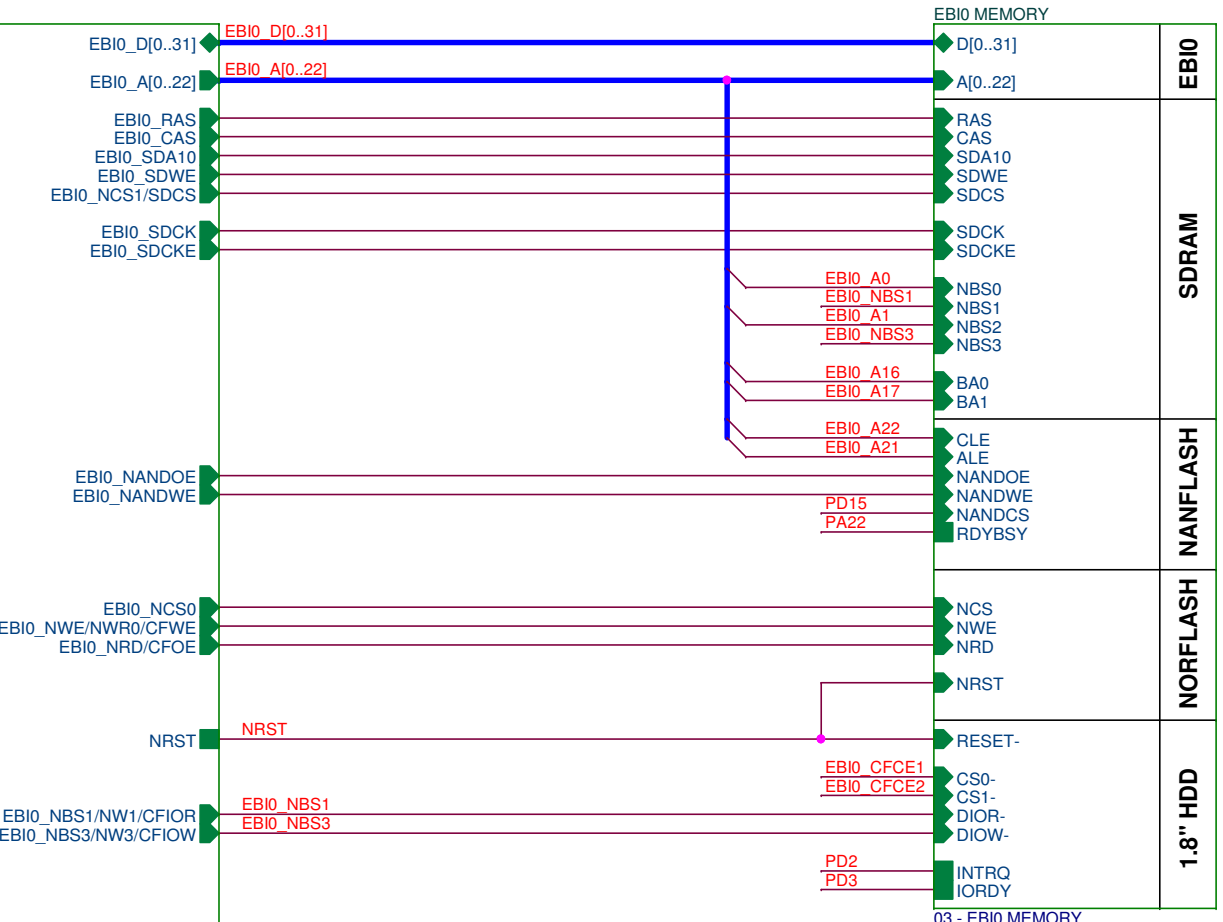 EBI0 MEMORY
EBI0_D[0..31]
EBI0_D[0..31]
D[0..31]
EBI0_A[0..22]
EBI0_A[0..22]
A[0..22]
EBI0
EBI0_RAS
RAS
EBI0_CAS
CAS
EBI0_SDA10
SDA10
EBI0_SDWE
SDWE
EBI0_NCS1/SDCS
SDCS
EBI0_SDCK
SDCK
EBI0_SDCKE
SDCKE
SDRAM
EBI0_A0
NBS0
EBI0_NBS1
NBS1
EBI0_A1
NBS2
EBI0_NBS3
NBS3
EBI0_A16
BA0
EBI0_A17
BA1
EBI0_A22
CLE
EBI0_A21
ALE
EBI0_NANDOE
NANDOE
EBI0_NANDWE
NANDWE
PD15
NANDCS
PA22
RDYBSY
NANFLASH
EBI0_NCS0
NCS
EBI0_NWE/NWR0/CFWE
NWE
EBI0_NRD/CFOE
NRD
NRST
NORFLASH
NRST
NRST
RESET-
EBI0_CFCE1
CS0-
EBI0_CFCE2
CS1-
EBI0_NBS1/NW1/CFIOR
EBI0_NBS1
DIOR-
EBI0_NBS3/NW3/CFIOW
EBI0_NBS3
DIOW-
PD2
INTRQ
PD3
IORDY
1.8" HDD
03 - EBI0 MEMORY